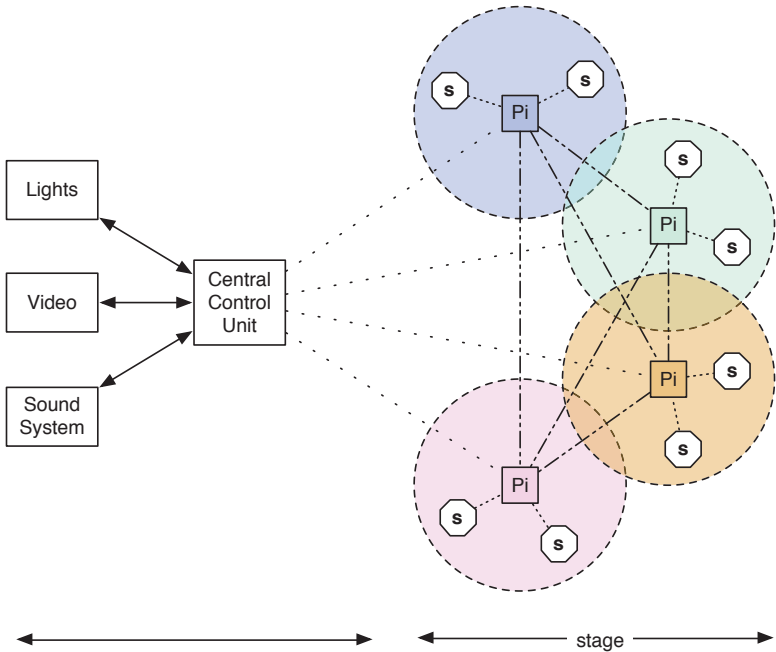 Lights
Video
Sound
System
Central
Control
Unit
s
Pi
s
s
Pi
s
Pi
s
s
Pi
s
s
stage